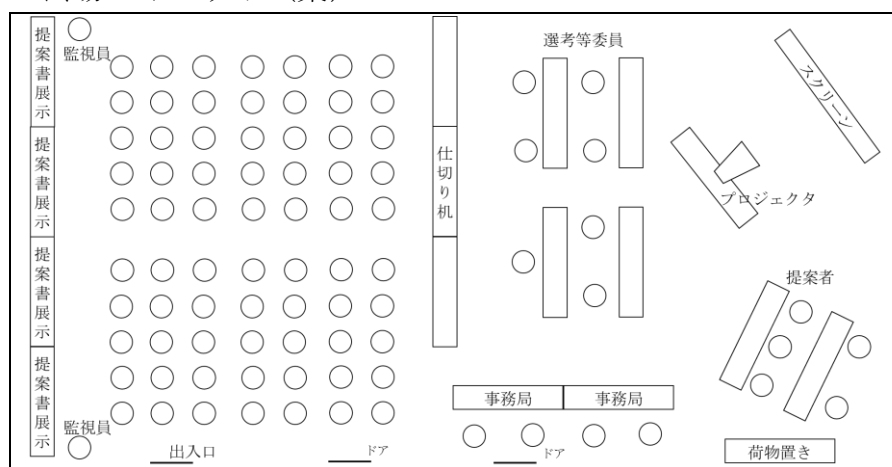 提案書展示
提案書展示
提案書展示
提案書展示
監視員
監視員
出入口
ドア
仕切り机
選考等委員
スクリーン
プロジェクタ
提案者
事務局
事務局
ドア
荷物置き